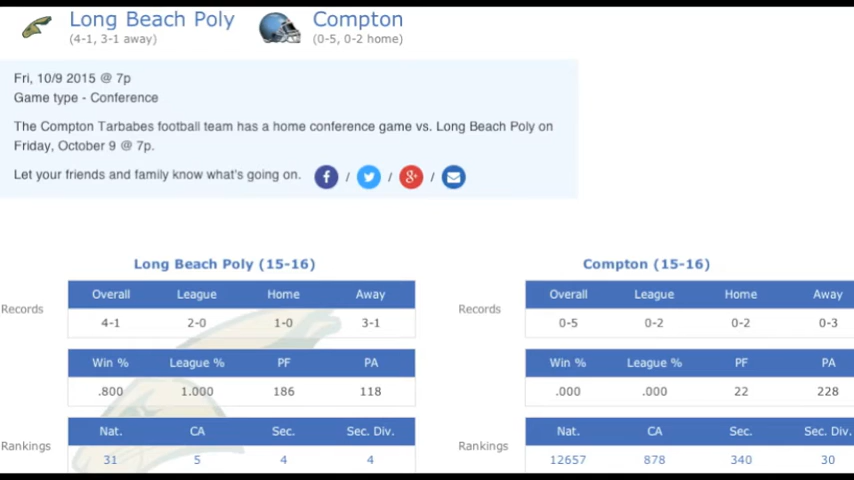 Long Beach Poly
(4-1, 3-1 away)
Compton
(0-5, 0-2 home)
Fri, 10/9 2015 @ 7p
Game type - Conference
The Compton Tarbabes football team has a home conference game vs. Long Beach Poly on
Friday, October 9 @ 7p.
Let your friends and family know what's going on. f / / g+ /
Long Beach Poly (15-16)
Records
Overall League Home Away
4-1 2-0 1-0 3-1
Win % League % PF PA
.800 1.000 186 118
Rankings
Nat. CA Sec. Sec. Div.
31 5 4 4
Compton (15-16)
Records
Overall League Home Away
0-5 0-2 0-2 0-3
Win % League % PF PA
.000 .000 22 228
Rankings
Nat. CA Sec. Sec. Div.
12657 878 340 30